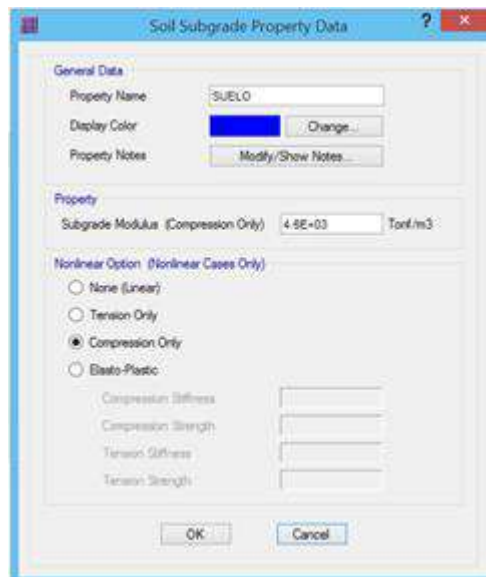 Soil Subgrade Property Data
General Data
Property Name SUELO
Display Color Change...
Property Notes Modify/Show Notes...
Property
Subgrade Modulus (Compression Only) 4.6E+03 Tonf/m3
Nonlinear Option (Nonlinear Cases Only)
None (Linear)
Tension Only
Compression Only
Elasto-Plastic
Compression Stiffness
Compression Strength
Tension Stiffness
Tension Strength
OK Cancel